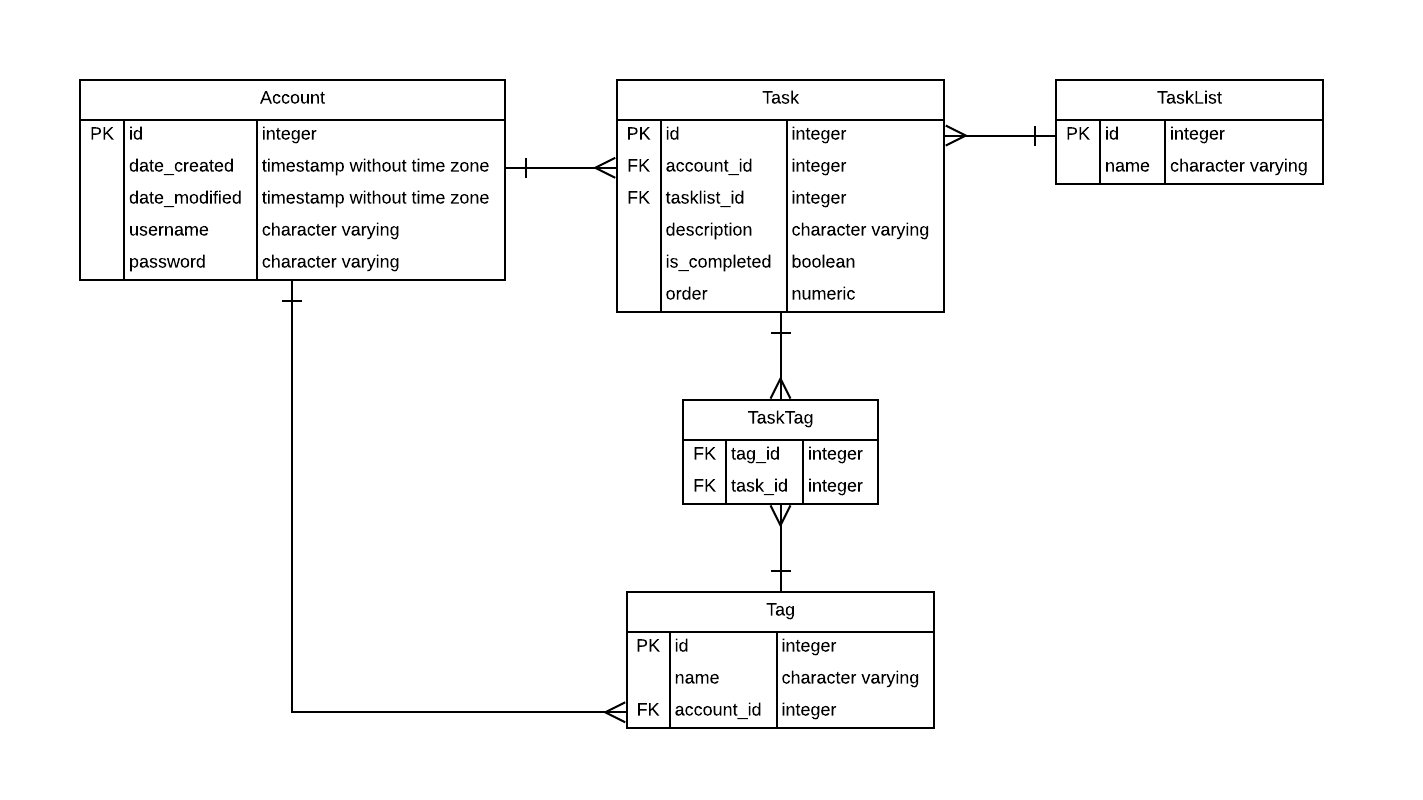 Account
PK id integer
date_created timestamp without time zone
date_modified timestamp without time zone
username character varying
password character varying
Task
PK id integer
FK account_id integer
FK tasklist_id integer
description character varying
is_completed boolean
order numeric
TaskList
PK id integer
name character varying
TaskTag
FK tag_id integer
FK task_id integer
Tag
PK id integer
name character varying
FK account_id integer